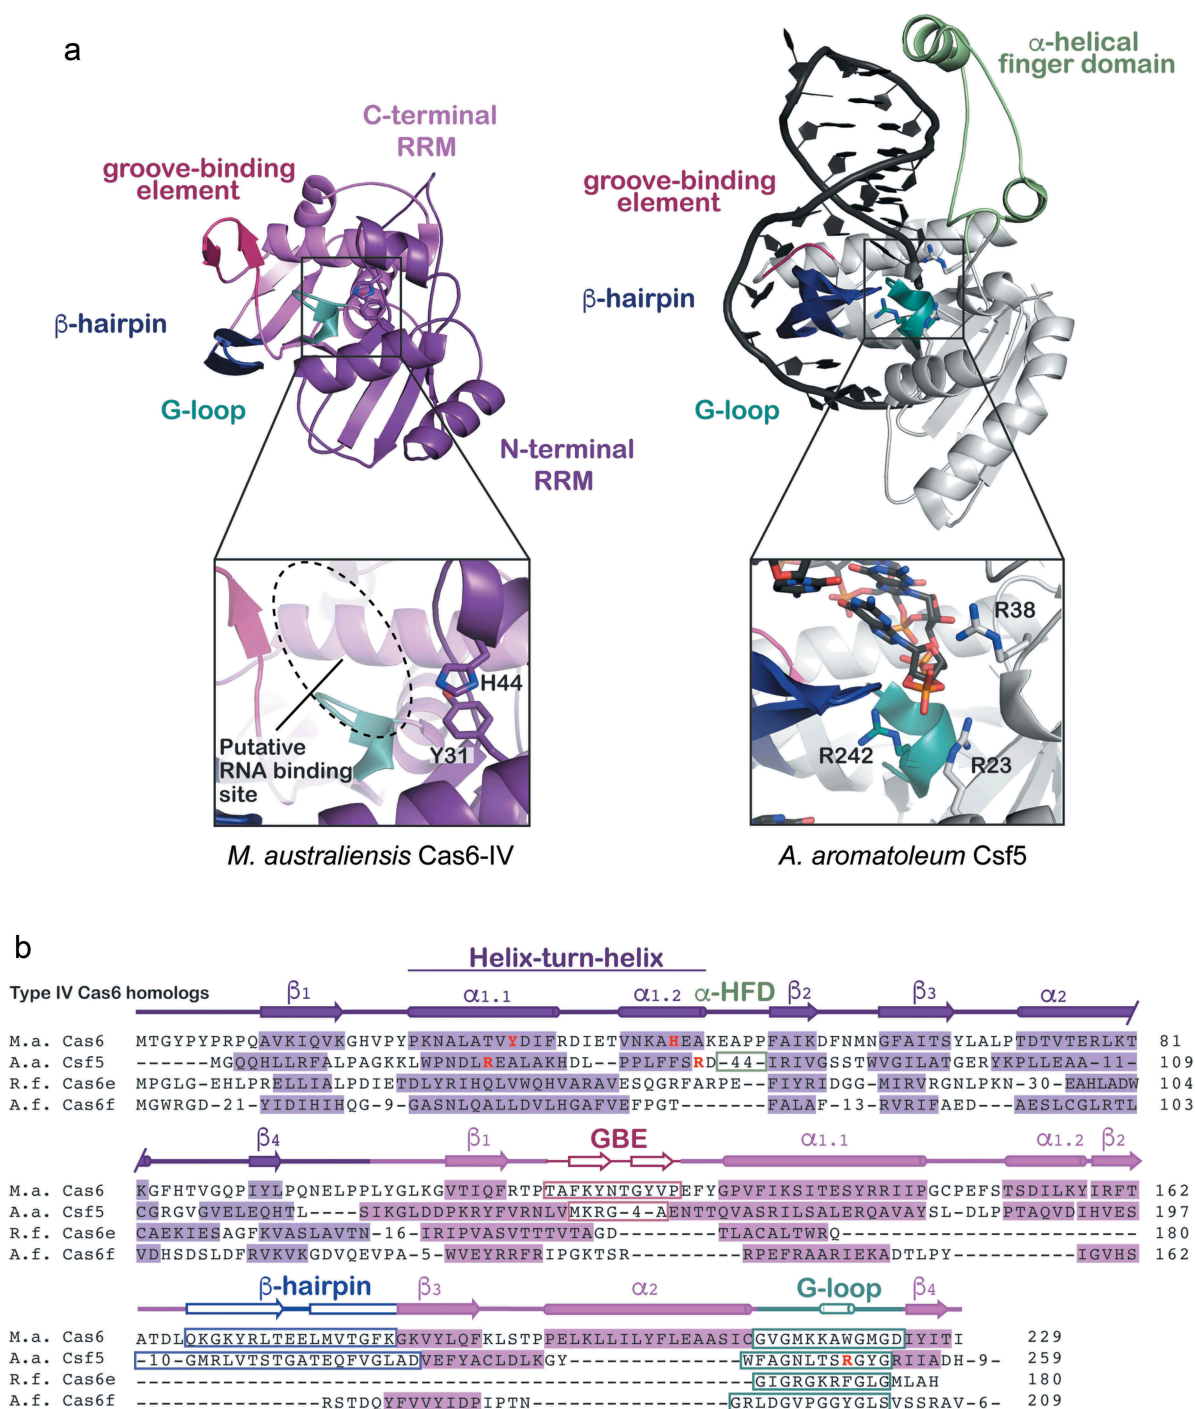 a
α-helical
finger domain
C-terminal
RRM
groove-binding
element
groove-binding
element
β-hairpin
β-hairpin
G-loop
G-loop
N-terminal
RRM
H44
Y31
Putative
RNA binding
site
R38
R242
R23
M. australiensis Cas6-IV
A. aromatoleum Csf5
b
Helix-turn-helix
Type IV Cas6 homologs
β1 α1.1 α1.2 α-HFD β2 β3 α2
M.a. Cas6 MTGYPYPRPQAVKIQVKGHVPYPKNALATVYDIFRDIETVNKAHEAKEAPPFAIKDFNMNGFAITSYLALPTDTVTERLKT 81
A.a. Csf5 -----MGQQHLLRFALPAGKKLWPNDLREALAKHDL--PPLFFSRD-44-IRIVGSSTWVGILATGERYKPLLEAA-11- 109
R.f. Cas6e MPGLG-EHLPRELLIALPDIETDLYRIHQLVWQHVARAVESQGRFARPE--FIYRIDGG-MIRVRGNLPKN-30-EAHLADW 104
A.f. Cas6f MGWRGD-21-YIDIHIHQG-9-GASNLQALLDVLHGAFVEFPGT-------FALAF-13-RVRIFAED---AESLCGLRTL 103
β4 β1 GBE α1.1 α1.2 β2
M.a. Cas6 KGFHTVGQPIYLPQNELPPLYGLKGVTIQFRTPTAFKYNTGYVPEFYGPVFIKSITESYRRIIPGCPEFSTSDILKYIRFT 162
A.a. Csf5 CGRGVGVELEQHTL----SIKGLDDPKRYFVRNLVMKRG-4-AENTTQVASRILSALERQAVAYSL-DLPPTAQVDIHVES 197
R.f. Cas6e CAEKIESAGFKVASLAVTN-16-IRIPVASVTTTVTAGD--------TLACALTWRQ------------------------ 180
A.f. Cas6f VDHSDSLDFRVKVKGDVQEVPA-5-WVEYRRFRIPGKTSR---------RPEFRAARIEKADTLPY-----------IGVHS 162
β-hairpin β3 α2 G-loop β4
M.a. Cas6 ATDLQKGKYRLTEELMVTGFKGKVYLQFKLSTPPELKLLILYFLEAASICGVGMKKAWGMGDIYITI 229
A.a. Csf5 -10-GMRLVTSTGATEQFVGLADVEFYACLDLKGY--------------WFAGNLTSRGYGRIIADH-9- 259
R.f. Cas6e --------------------------------------------------GIGRGKRFGLGMLAH 180
A.f. Cas6f ---------------RSTDQYFVVYIDPIPTN----------------GRLDGVPGGYGLSVSSRAV-6- 209